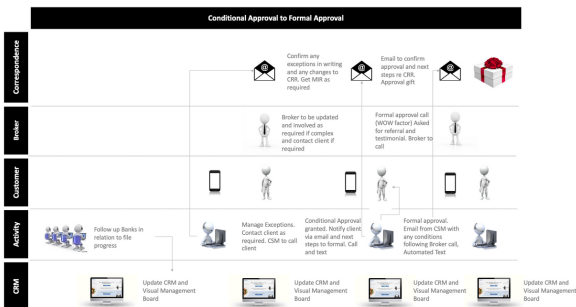 Conditional Approval to Formal Approval
Correspondence
Confirm any
exceptions in writing
and any changes to
CRR. Get MIR as
required
Email to confirm
approval and next
steps re CRR.
Approval gift
Broker
Broker to be updated
and involved as
required if complex
and contact client if
required
Formal approval call
(WOW factor) Asked
for referral and
testimonial. Broker to
call
Customer
Activity
Follow up Banks in
relation to file
progress
Manage Exceptions.
Contact client as
required. CSM to call
client
Conditional Approval
granted. Notify client
via email and next
steps to formal. Call
and text
Formal approval.
Email from CSM with
any conditions
following Broker call,
Automated Text
CRM
Update CRM and
Visual Management
Board
Update CRM and
Visual Management
Board
Update CRM and
Visual Management
Board
Update CRM and
Visual Management
Board